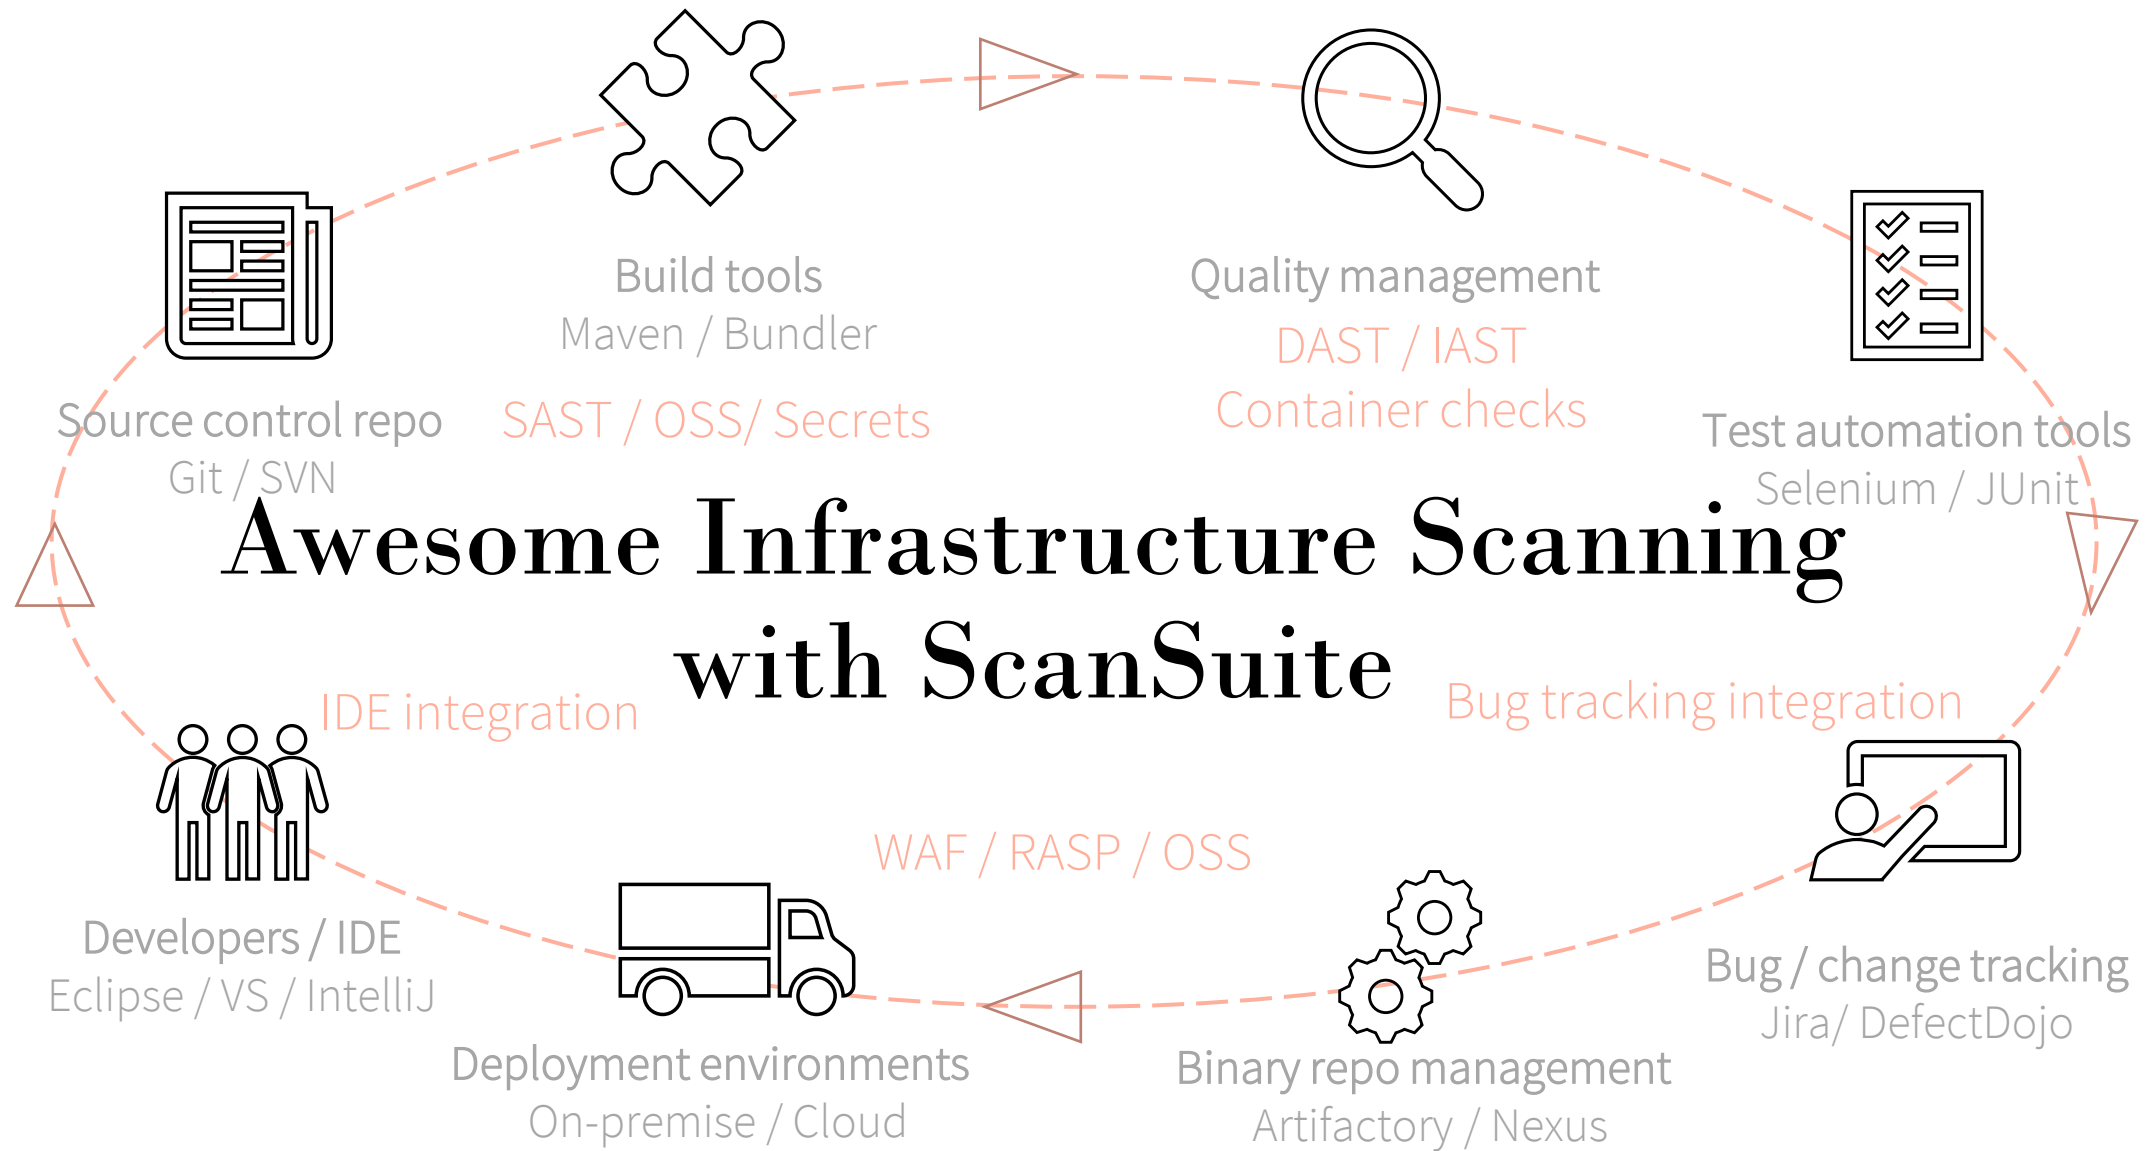 Build tools
Maven / Bundler
SAST / OSS/ Secrets
Quality management
DAST / IAST
Container checks
Source control repo
Git / SVN
Test automation tools
Selenium / JUnit
Awesome Infrastructure Scanning
with ScanSuite
IDE integration
Bug tracking integration
WAF / RASP / OSS
Developers / IDE
Eclipse / VS / IntelliJ
Deployment environments
On-premise / Cloud
Binary repo management
Artifactory / Nexus
Bug / change tracking
Jira/ DefectDojo